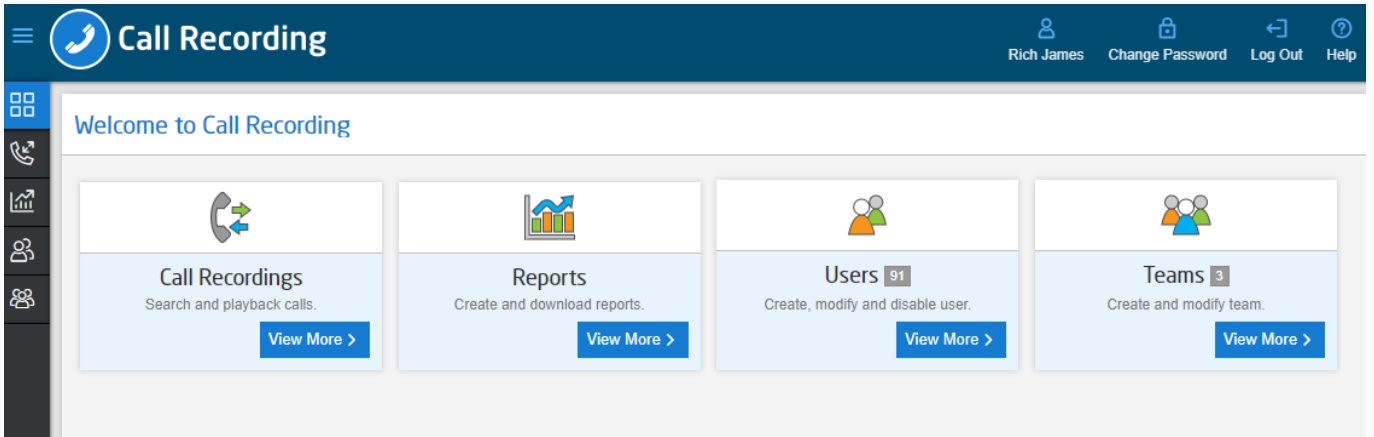 Call Recording
Rich James
Change Password
Log Out
Help
Welcome to Call Recording
Call Recordings
Search and playback calls.
View More >
Reports
Create and download reports.
View More >
Users 91
Create, modify and disable user.
View More >
Teams 3
Create and modify team.
View More >